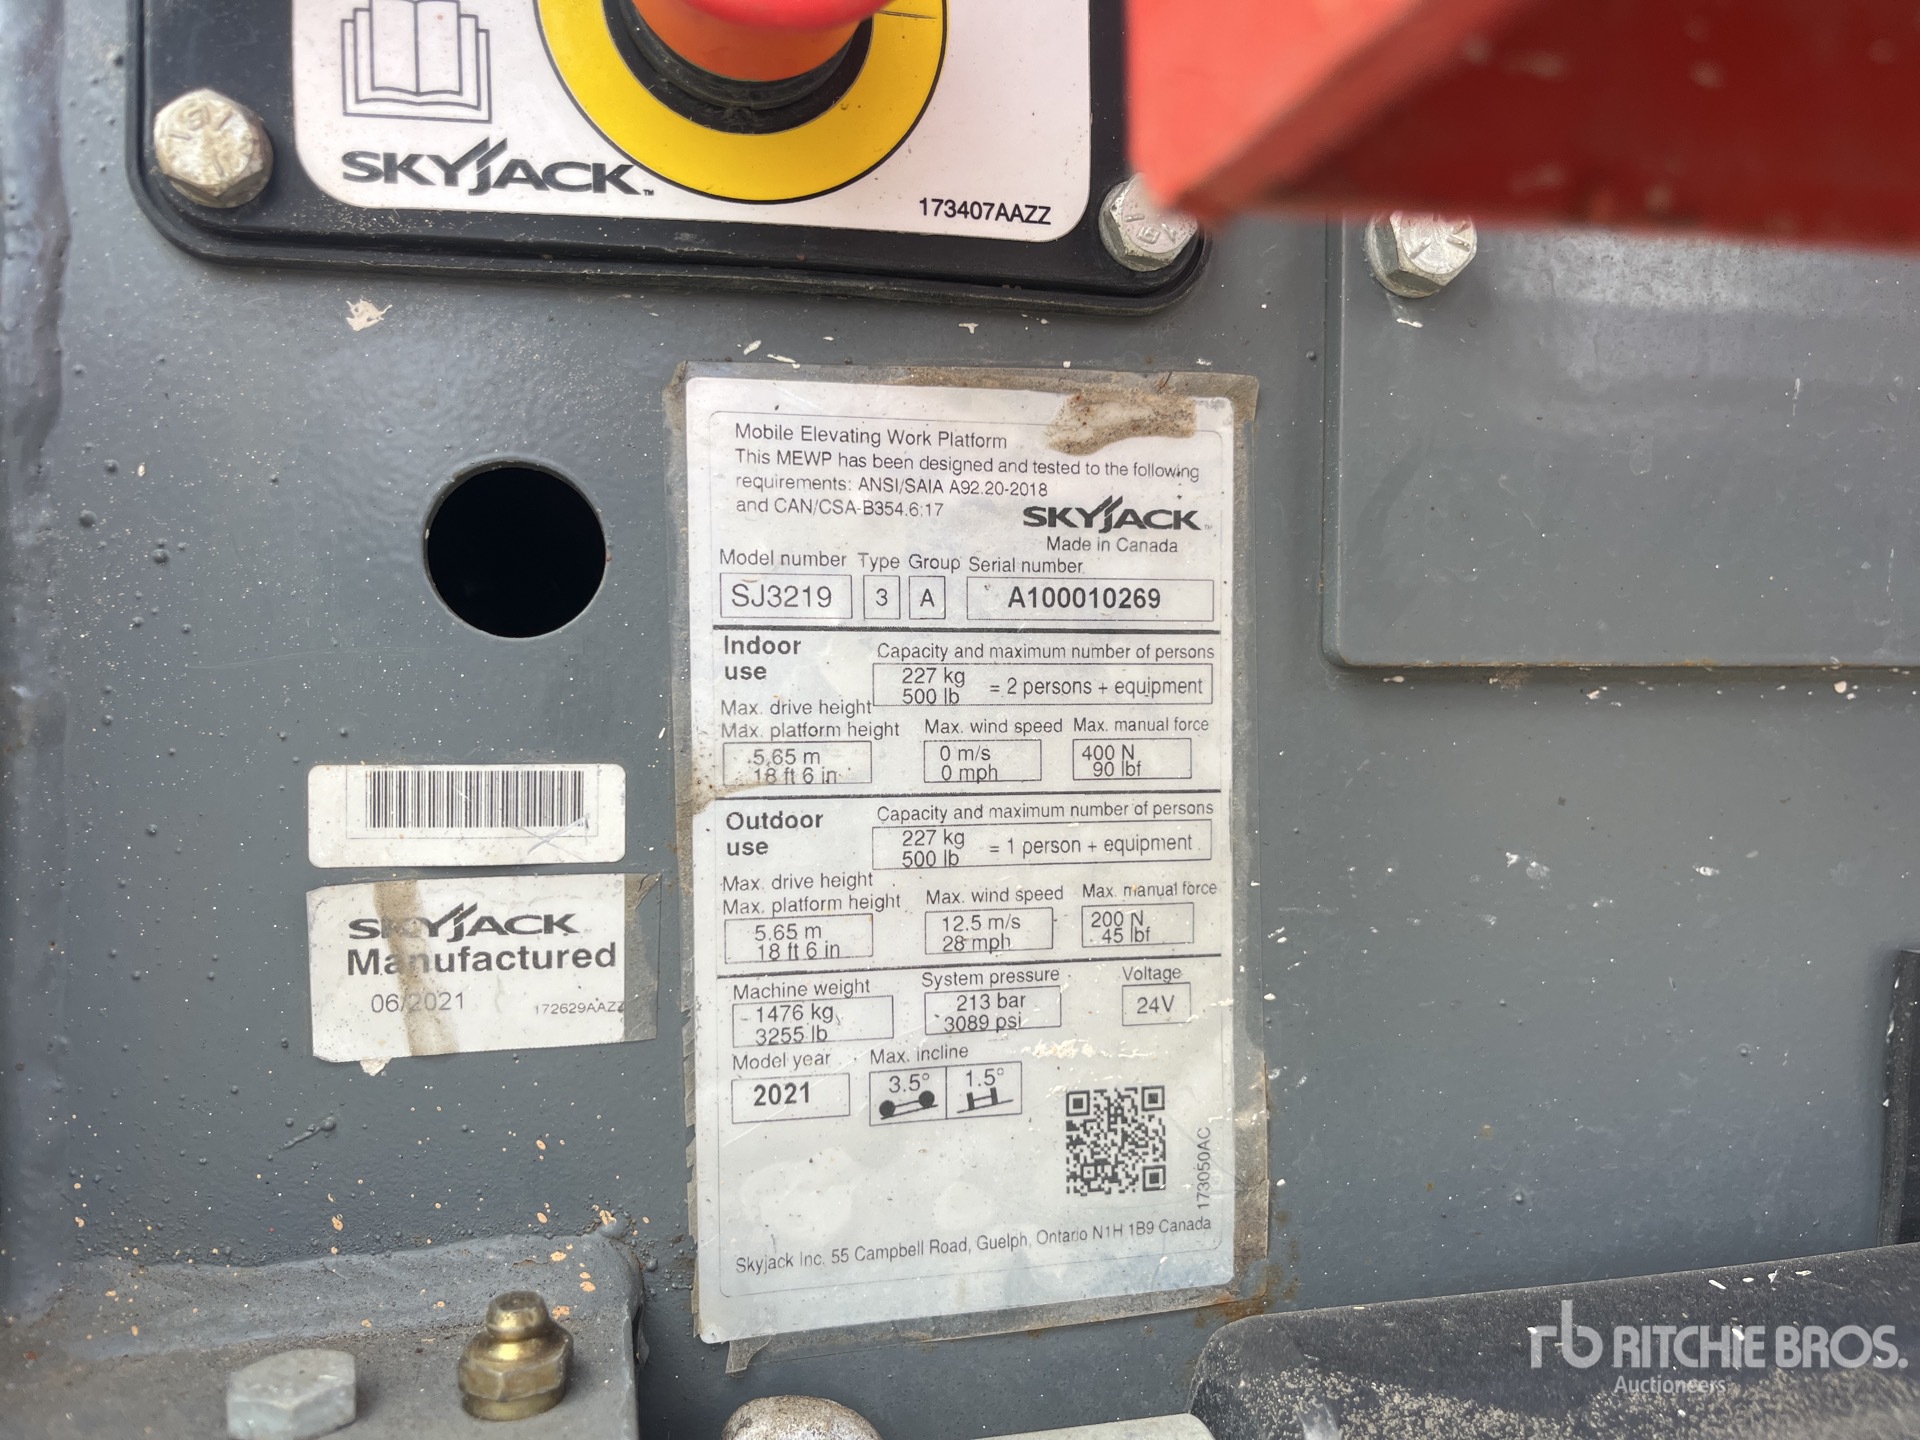 SKYJACK™
173407AAZZ
Mobile Elevating Work Platform
This MEWP has been designed and tested to the following
requirements: ANSI/SAIA A92.20-2018
and CAN/CSA-B354.6:17
SKYJACK™
Made in Canada
Model number Type Group Serial number
SJ3219 3 A A100010269
Indoor use
Capacity and maximum number of persons
227 kg
500 lb = 2 persons + equipment
Max. drive height
Max. platform height Max. wind speed Max. manual force
5,65 m 0 m/s 400 N
18 ft 6 in 0 mph 90 lbf
Outdoor use
Capacity and maximum number of persons
227 kg
500 lb = 1 person + equipment
Max. drive height
Max. platform height Max. wind speed Max. manual force
5,65 m 12.5 m/s 200 N
18 ft 6 in 28 mph 45 lbf
Machine weight System pressure Voltage
1476 kg 213 bar 24V
3255 lb 3089 psi
Model year Max. incline
2021 3.5° 1.5°
173050AC
Skyjack Inc. 55 Campbell Road, Guelph, Ontario N1H 1B9 Canada
SKYJACK
Manufactured
06/2021 172629AAZZ
rb RITCHIE BROS.
Auctioneers